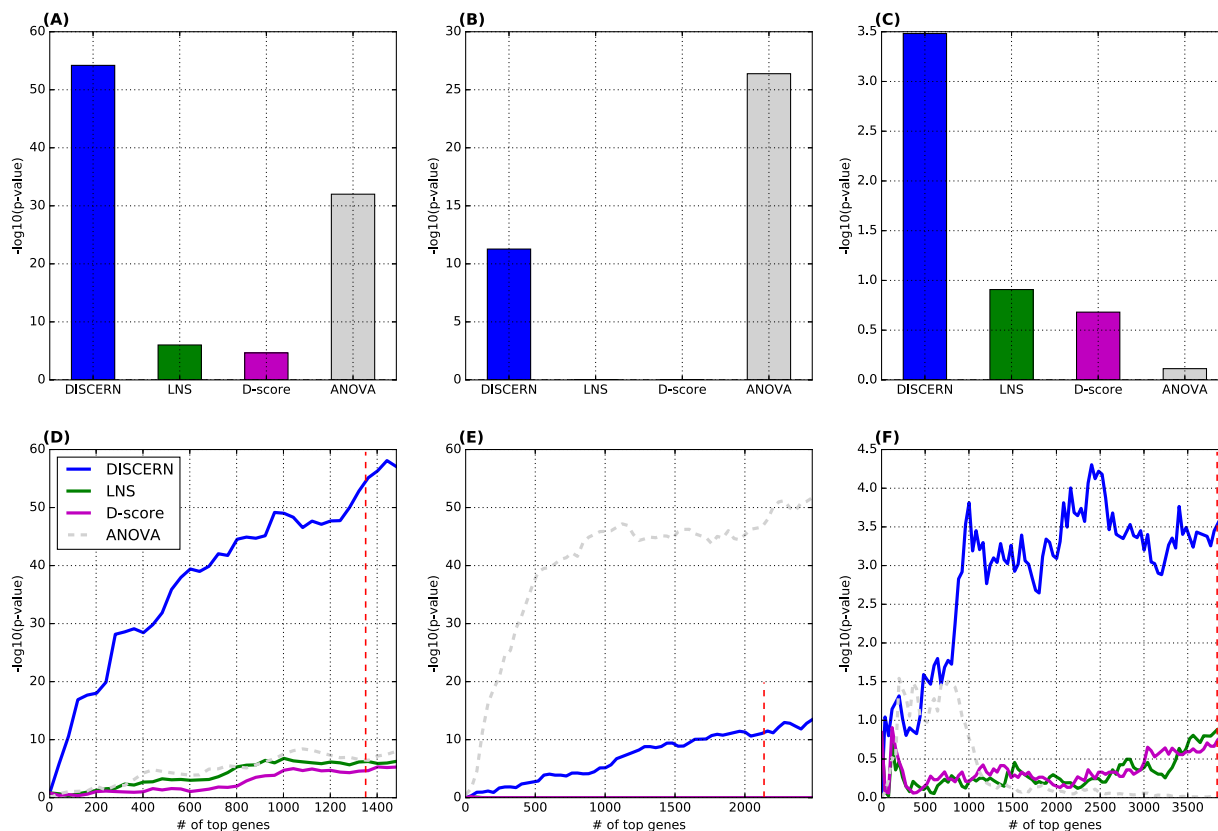 (A)
(B)
(C)
60
50
40
30
20
10
0
-log10(p-value)
DISCERN LNS D-score ANOVA
30
25
20
15
10
5
0
-log10(p-value)
DISCERN LNS D-score ANOVA
3.5
3.0
2.5
2.0
1.5
1.0
0.5
0.0
-log10(p-value)
DISCERN LNS D-score ANOVA
(D)
(E)
(F)
60
50
40
30
20
10
0
-log10(p-value)
DISCERN
LNS
D-score
ANOVA
0 200 400 600 800 1000 1200 1400
# of top genes
60
50
40
30
20
10
0
-log10(p-value)
0 500 1000 1500 2000
# of top genes
4.5
4.0
3.5
3.0
2.5
2.0
1.5
1.0
0.5
0.0
-log10(p-value)
0 500 1000 1500 2000 2500 3000 3500
# of top genes